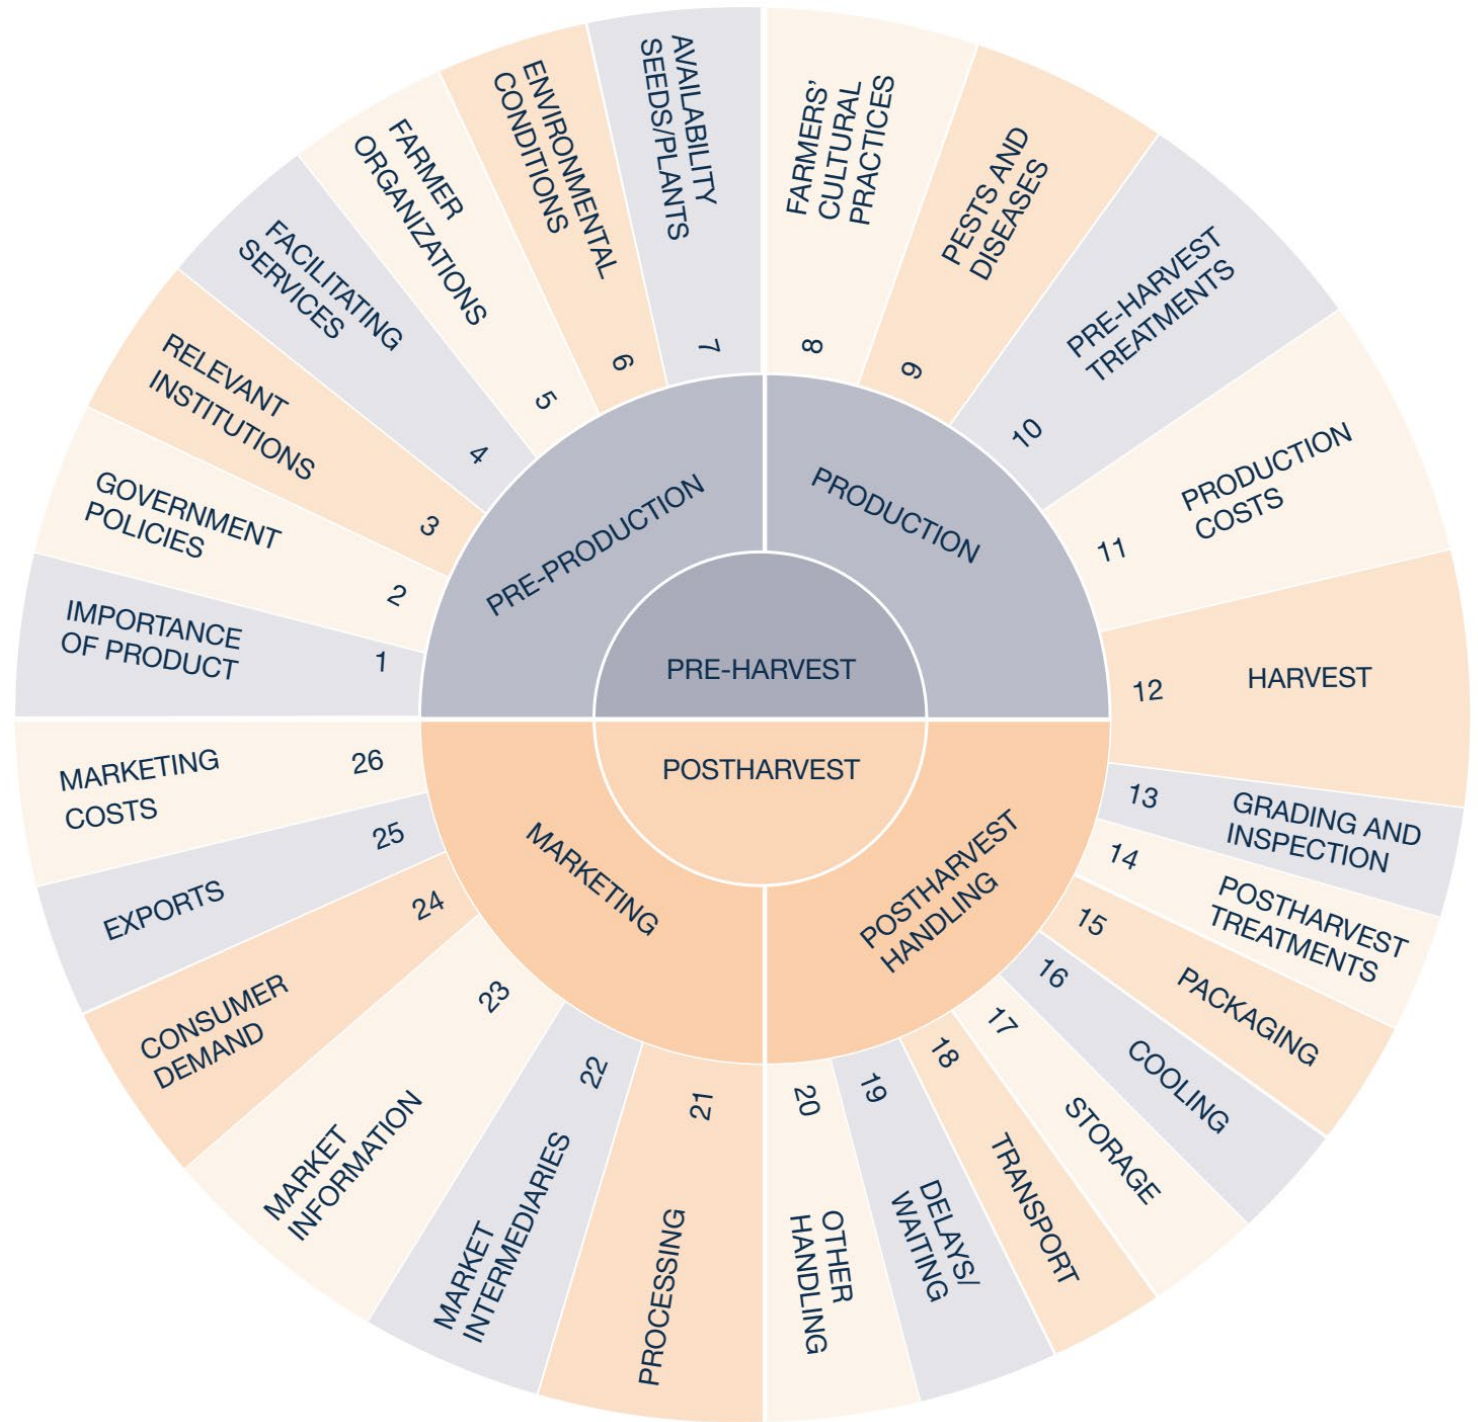 PRE-HARVEST
POSTHARVEST
PRE-PRODUCTION
PRODUCTION
POSTHARVEST
HANDLING
MARKETING
IMPORTANCE
OF PRODUCT
1
GOVERNMENT
POLICIES
2
RELEVANT
INSTITUTIONS
3
FACILITATING
SERVICES
4
FARMER
ORGANIZATIONS
5
ENVIRONMENTAL
CONDITIONS
6
AVAILABILITY
SEEDS/PLANTS
7
FARMERS'
CULTURAL
PRACTICES
8
PESTS AND
DISEASES
9
PRE-HARVEST
TREATMENTS
10
PRODUCTION
COSTS
11
HARVEST
12
GRADING AND
INSPECTION
13
POSTHARVEST
TREATMENTS
14
PACKAGING
15
COOLING
16
STORAGE
17
TRANSPORT
18
DELAYS/
WAITING
19
OTHER
HANDLING
20
PROCESSING
21
MARKET
INTERMEDIARIES
22
MARKET
INFORMATION
23
CONSUMER
DEMAND
24
EXPORTS
25
MARKETING
COSTS
26